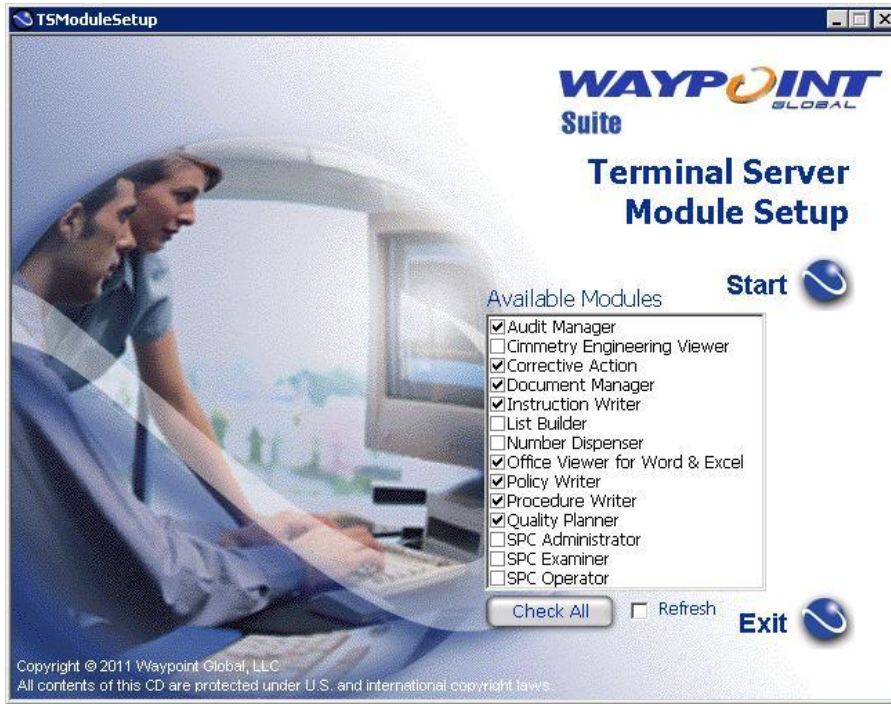 TSModuleSetup
WAYPOINT
GLOBAL
Suite
Terminal Server
Module Setup
Start
Available Modules
Audit Manager
Cimmetry Engineering Viewer
Corrective Action
Document Manager
Instruction Writer
List Builder
Number Dispenser
Office Viewer for Word & Excel
Policy Writer
Procedure Writer
Quality Planner
SPC Administrator
SPC Examiner
SPC Operator
Check All
Refresh
Exit
Copyright © 2011 Waypoint Global, LLC
All contents of this CD are protected under U.S. and international copyright laws.